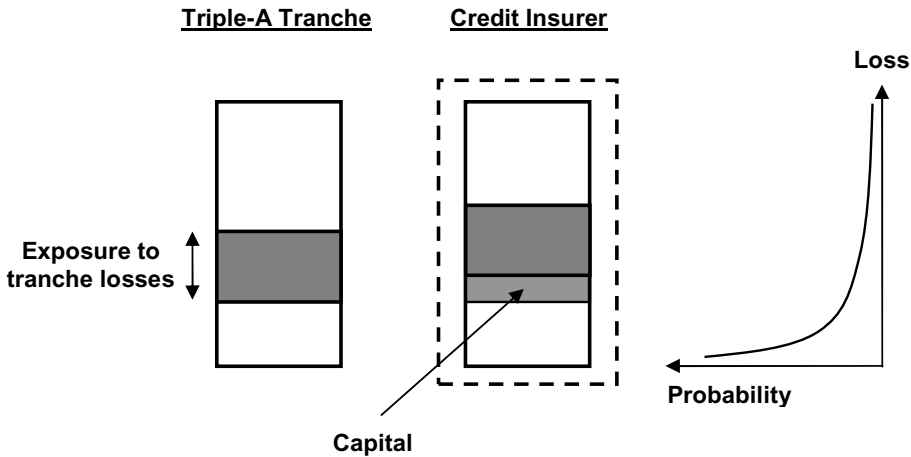 Triple-A Tranche
Credit Insurer
Loss
Exposure to
tranche losses
Probability
Capital